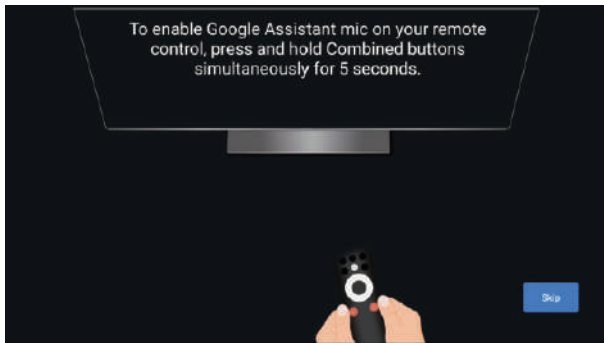 To enable Google Assistant mic on your remote
control, press and hold Combined buttons
simultaneously for 5 seconds.
Skip